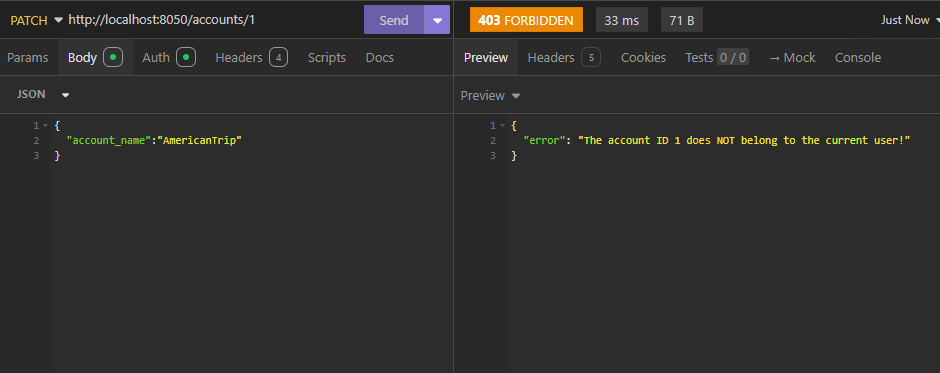 PATCH http://localhost:8050/accounts/1 Send
403 FORBIDDEN 33 ms 71 B Just Now
Params Body Auth Headers 4 Scripts Docs
Preview Headers 5 Cookies Tests 0 / 0 → Mock Console
JSON
Preview
1 {
2 "account_name":"AmericanTrip"
3 }
1 {
2 "error": "The account ID 1 does NOT belong to the current user!"
3 }